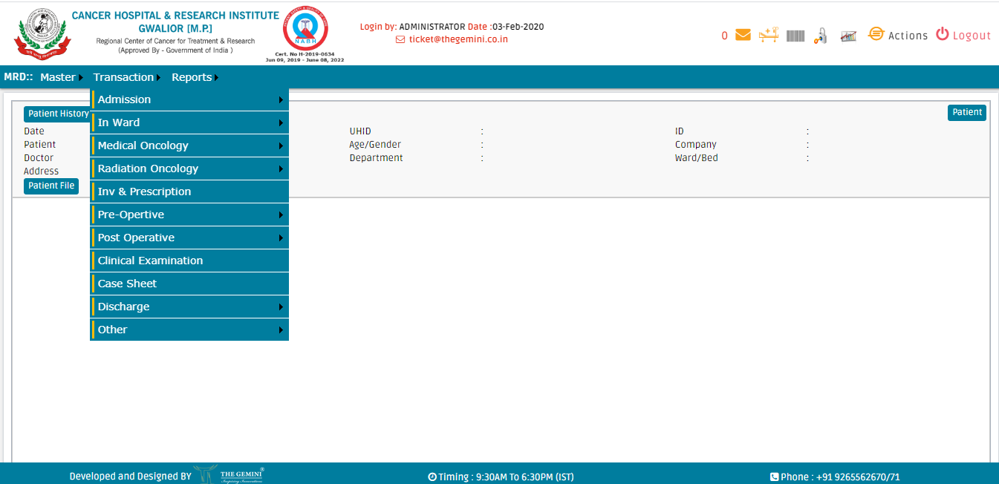 CANCER HOSPITAL & RESEARCH INSTITUTE
GWALIOR [M.P.]
Regional Center of Cancer for Treatment & Research
(Approved By - Government of India )
NABH
Cert. No H-2019-0634
Jun 09, 2019 - June 08, 2022
Login by: ADMINISTRATOR Date :03-Feb-2020
ticket@thegemini.co.in
0
Actions
Logout
MRD:: Master Transaction Reports
Admission
In Ward
Medical Oncology
Radiation Oncology
Inv & Prescription
Pre-Opertive
Post Operative
Clinical Examination
Case Sheet
Discharge
Other
Patient History
Patient
Date
UHID :
ID :
Patient
Age/Gender :
Company :
Doctor
Department :
Ward/Bed :
Address
Patient File
Developed and Designed BY THE GEMINI
Inspiring Innovations
Timing : 9:30AM To 6:30PM (IST)
Phone : +91 9265562670/71